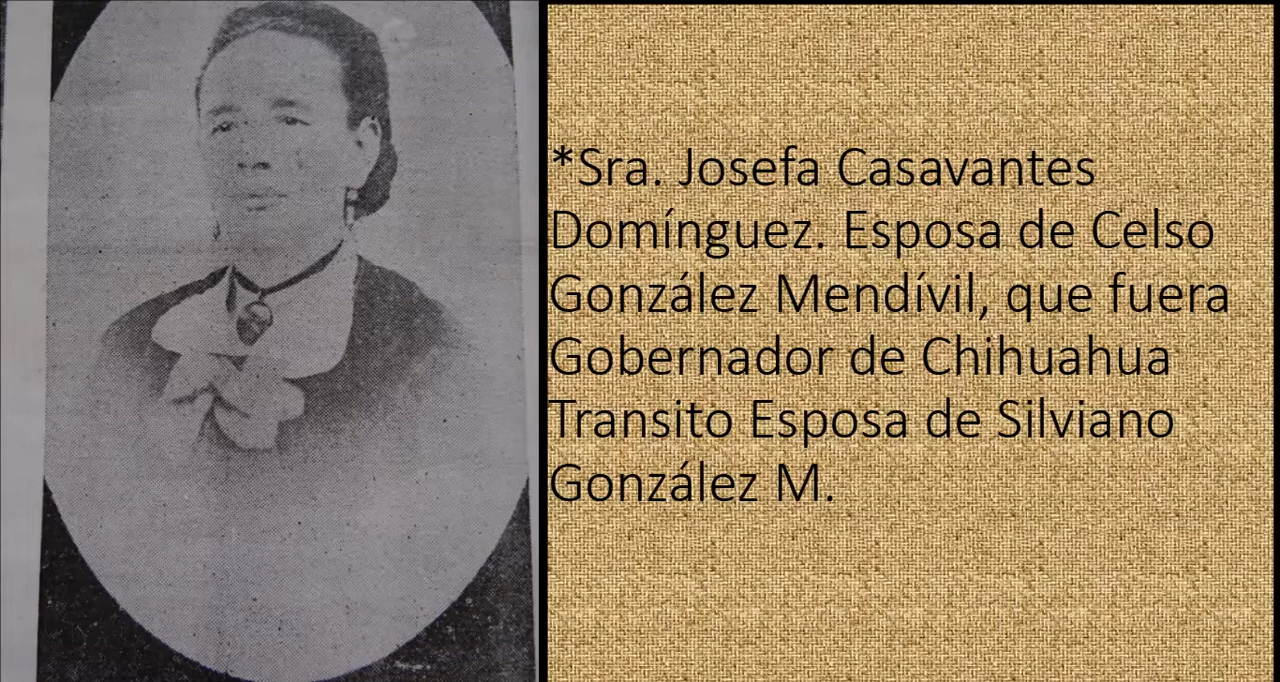 *Sra. Josefa Casavantes
Domínguez. Esposa de Celso
González Mendívil, que fuera
Gobernador de Chihuahua
Transito Esposa de Silviano
González M.